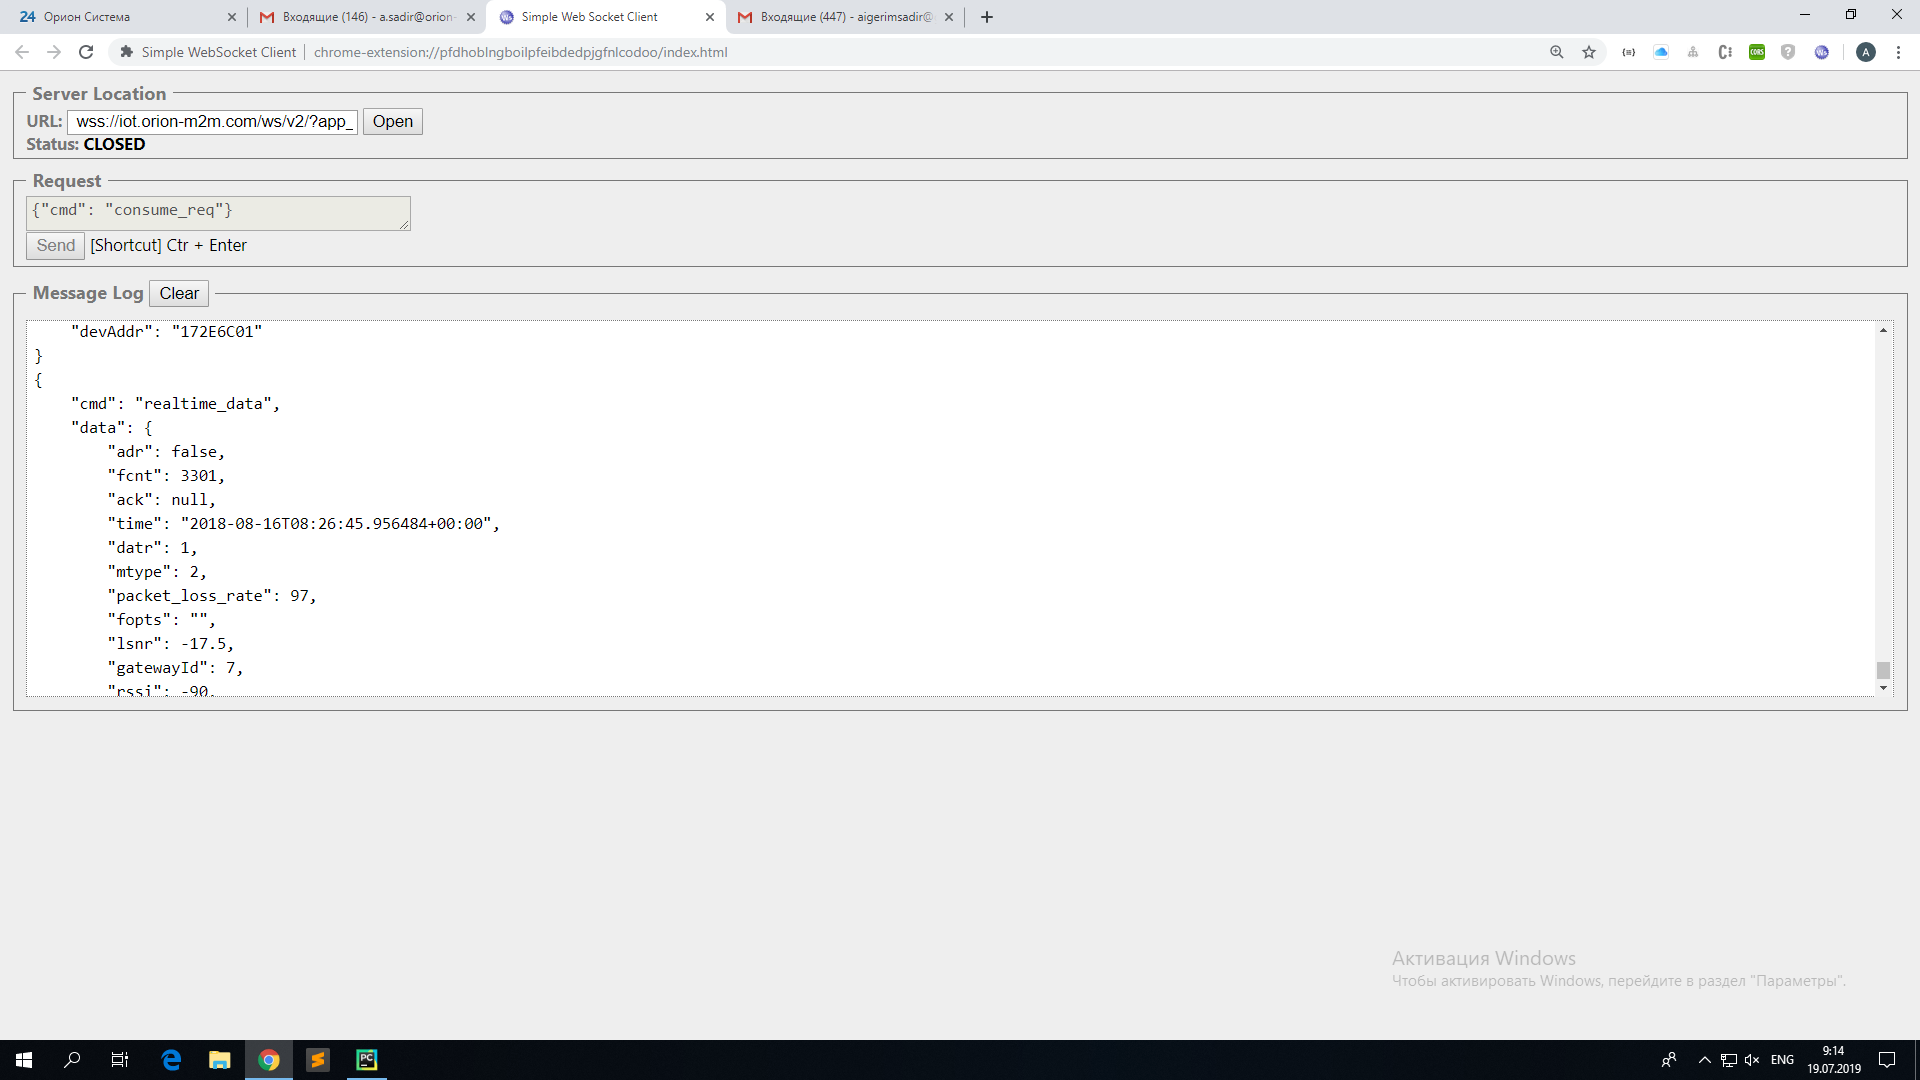 24 Орион Система
Входящие (146) - a.sadir@orion-
Simple Web Socket Client
Входящие (447) - aigerimsadir@
Simple WebSocket Client
chrome-extension://pfdhoblngboilpfeibdedpjgfnlcodoo/index.html
A
Server Location
URL: wss://iot.orion-m2m.com/ws/v2/?app_ Open
Status: CLOSED
Request
{"cmd": "consume_req"}
Send [Shortcut] Ctr + Enter
Message Log Clear
"devAddr": "172E6C01"
}
{
"cmd": "realtime_data",
"data": {
"adr": false,
"fcnt": 3301,
"ack": null,
"time": "2018-08-16T08:26:45.956484+00:00",
"datr": 1,
"mtype": 2,
"packet_loss_rate": 97,
"fopts": "",
"lsnr": -17.5,
"gatewayId": 7,
"rssi": -90,
Активация Windows
Чтобы активировать Windows, перейдите в раздел "Параметры".
PC
ENG
9:14
19.07.2019